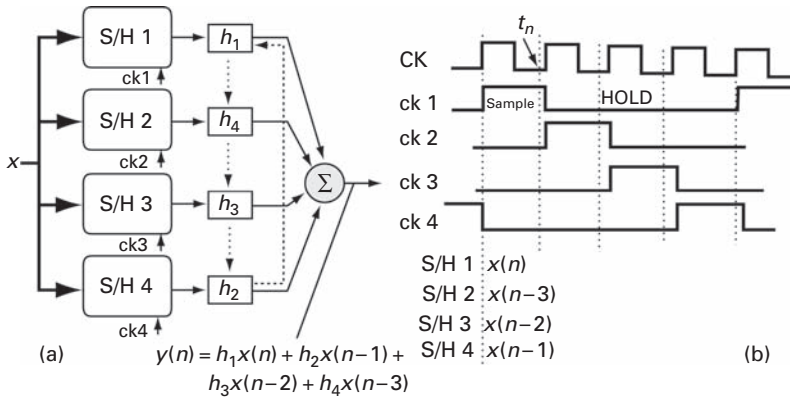 S/H 1
h1
ck1
S/H 2
h4
ck2
x
Σ
S/H 3
h3
ck3
S/H 4
h2
ck4
(a)
y(n) = h1x(n) + h2x(n−1) +
h3x(n−2) + h4x(n−3)
tn
CK
ck 1
Sample
HOLD
ck 2
ck 3
ck 4
S/H 1 x(n)
S/H 2 x(n−3)
S/H 3 x(n−2)
S/H 4 x(n−1)
(b)